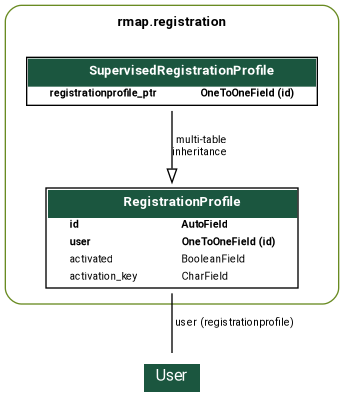 rmap.registration
SupervisedRegistrationProfile
registrationprofile_ptr OneToOneField (id)
multi-table
inheritance
RegistrationProfile
id AutoField
user OneToOneField (id)
activated BooleanField
activation_key CharField
user (registrationprofile)
User